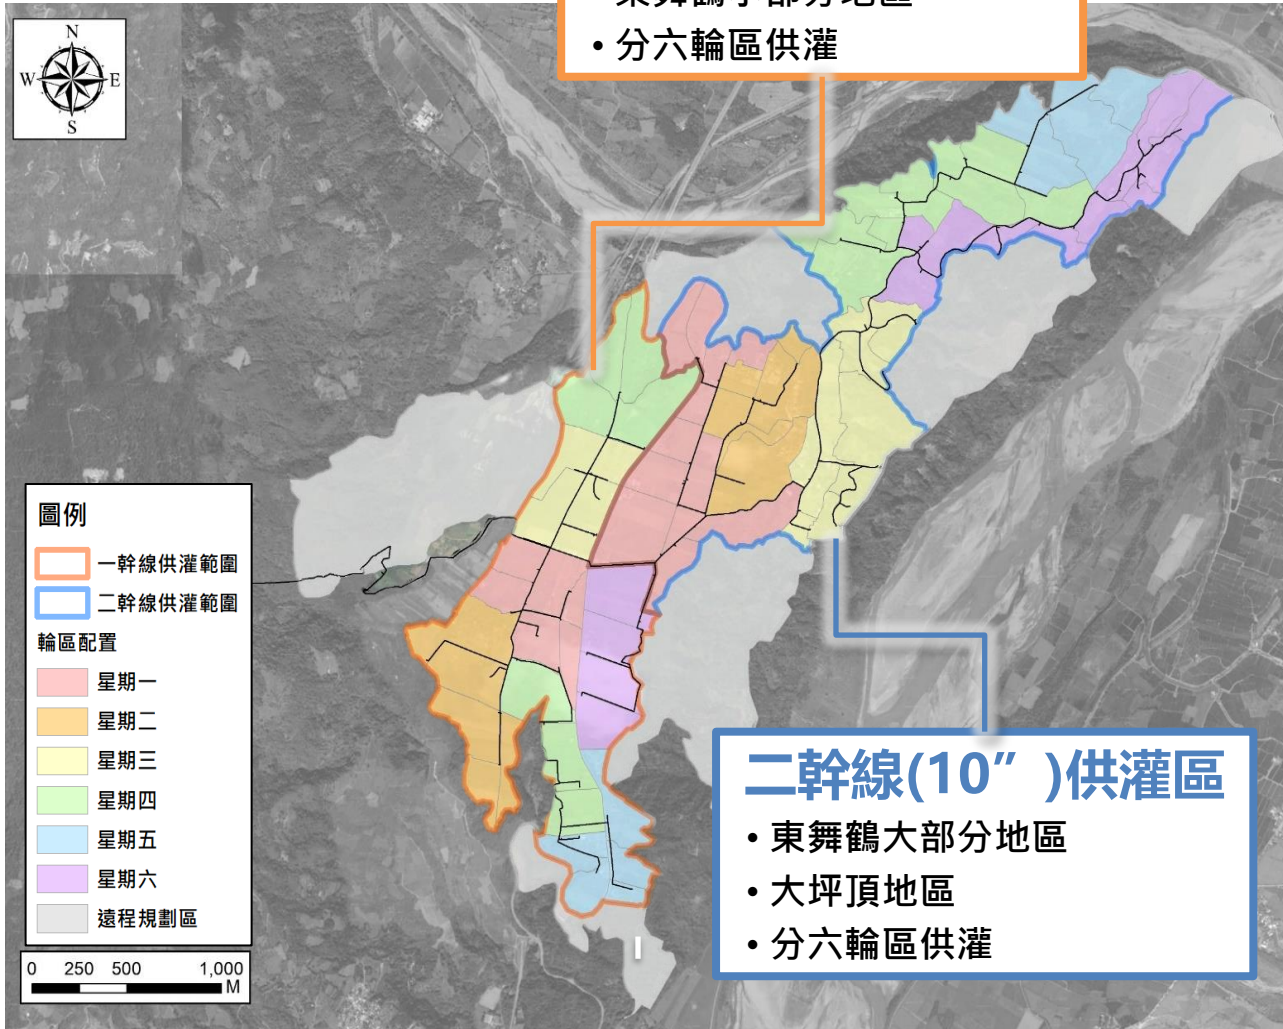 • 分六輪區供灌
N
W
E
S
圖例
一幹線供灌範圍
二幹線供灌範圍
輪區配置
星期一
星期二
星期三
星期四
星期五
星期六
遠程規劃區
0 250 500 1,000
M
二幹線(10”)供灌區
• 東舞鶴大部分地區
• 大坪頂地區
• 分六輪區供灌